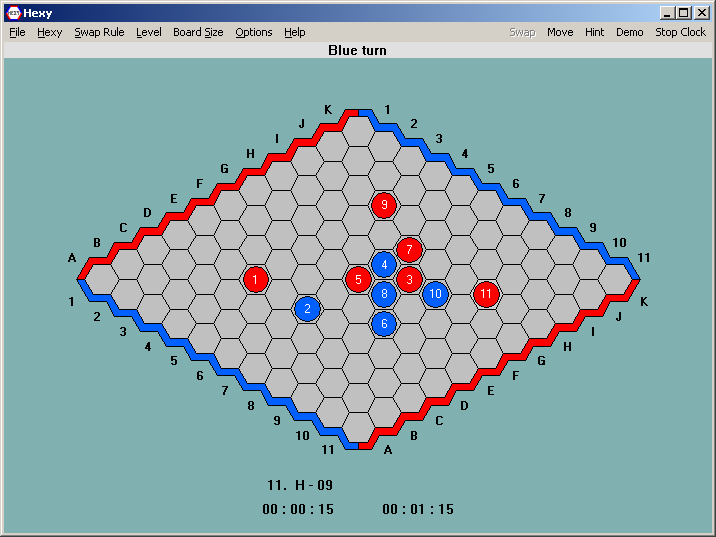 Hexy
File Hexy Swap Rule Level Board Size Options Help Swap Move Hint Demo Stop Clock
Blue turn
K 1
J 2
I 3
H 4
G 5
F 6
E 7
D 8
C 9
B 10
A 11
9
7
4
1 5 3
8 10 11
2
6
1 K
2 J
3 I
4 H
5 G
6 F
7 E
8 D
9 C
10 B
11 A
11. H - 09
00 : 00 : 15 00 : 01 : 15